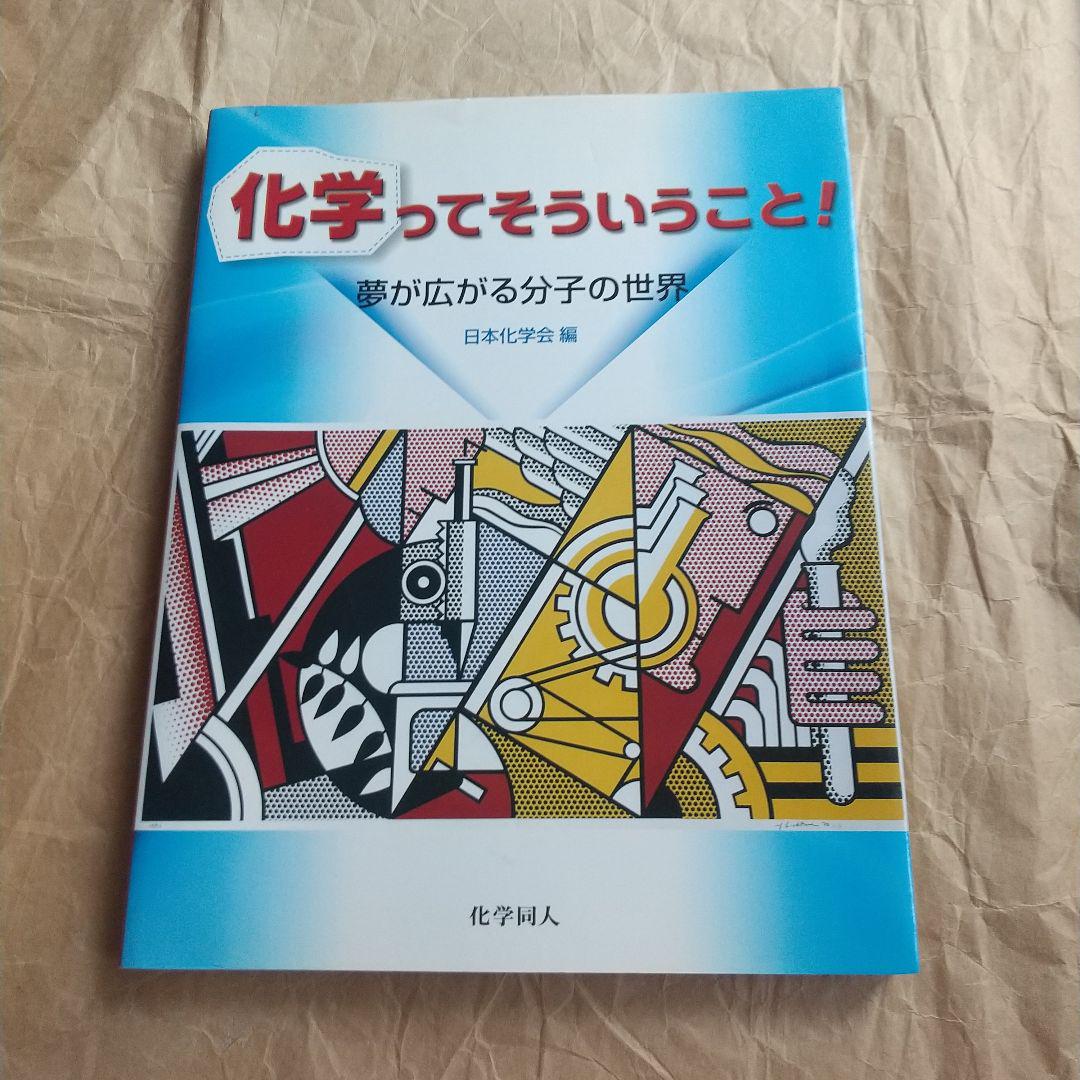 化学ってそういうこと!
夢が広がる分子の世界
日本化学会 編
化学同人